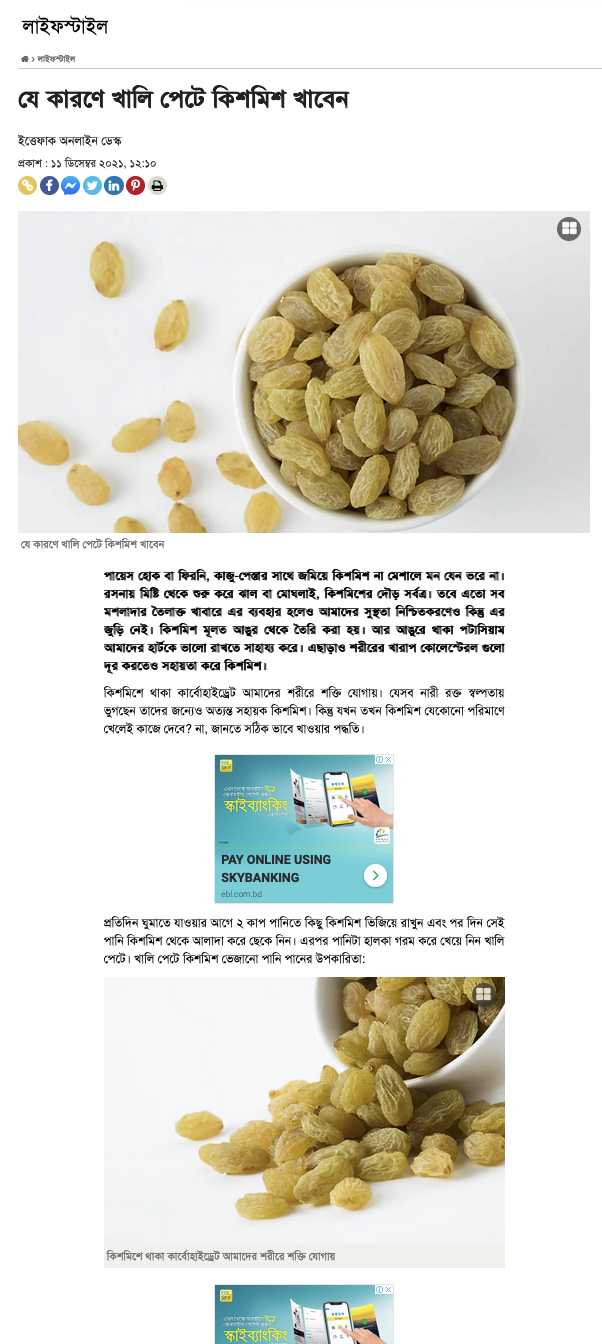 লাইফস্টাইল
› লাইফস্টাইল
যে কারণে খালি পেটে কিশমিশ খাবেন
ইত্তেফাক অনলাইন ডেস্ক
প্রকাশ : ১১ ডিসেম্বর ২০২১, ১২:১০
যে কারণে খালি পেটে কিশমিশ খাবেন
পায়েস হোক বা ফিরনি, কাজু-পেস্তার সাথে জমিয়ে কিশমিশ না মেশালে মন যেন ভরে না।
রসনায় মিষ্টি থেকে শুরু করে ঝাল বা মোঘলাই, কিশমিশের দৌড় সর্বত্র। তবে এতো সব
মশলাদার তৈলাক্ত খাবারে এর ব্যবহার হলেও আমাদের সুস্থতা নিশ্চিতকরণেও কিন্তু এর
জুড়ি নেই। কিশমিশ মূলত আঙুর থেকে তৈরি করা হয়। আর আঙুরে থাকা পটাসিয়াম
আমাদের হার্টকে ভালো রাখতে সাহায্য করে। এছাড়াও শরীরের খারাপ কোলেস্টেরল গুলো
দূর করতেও সহায়তা করে কিশমিশ।
কিশমিশে থাকা কার্বোহাইড্রেট আমাদের শরীরে শক্তি যোগায়। যেসব নারী রক্ত স্বল্পতায়
ভুগছেন তাদের জন্যেও অত্যন্ত সহায়ক কিশমিশ। কিন্তু যখন তখন কিশমিশ যেকোনো পরিমাণে
খেলেই কাজে দেবে? না, জানতে সঠিক ভাবে খাওয়ার পদ্ধতি।
EBL
SKY
স্কাইব্যাংকিং
PAY ONLINE USING
SKYBANKING
ebl.com.bd
প্রতিদিন ঘুমাতে যাওয়ার আগে ২ কাপ পানিতে কিছু কিশমিশ ভিজিয়ে রাখুন এবং পর দিন সেই
পানি কিশমিশ থেকে আলাদা করে ছেকে নিন। এরপর পানিটা হালকা গরম করে খেয়ে নিন খালি
পেটে। খালি পেটে কিশমিশ ভেজানো পানি পানের উপকারিতা:
কিশমিশে থাকা কার্বোহাইড্রেট আমাদের শরীরে শক্তি যোগায়
EBL
SKY
স্কাইব্যাংকিং